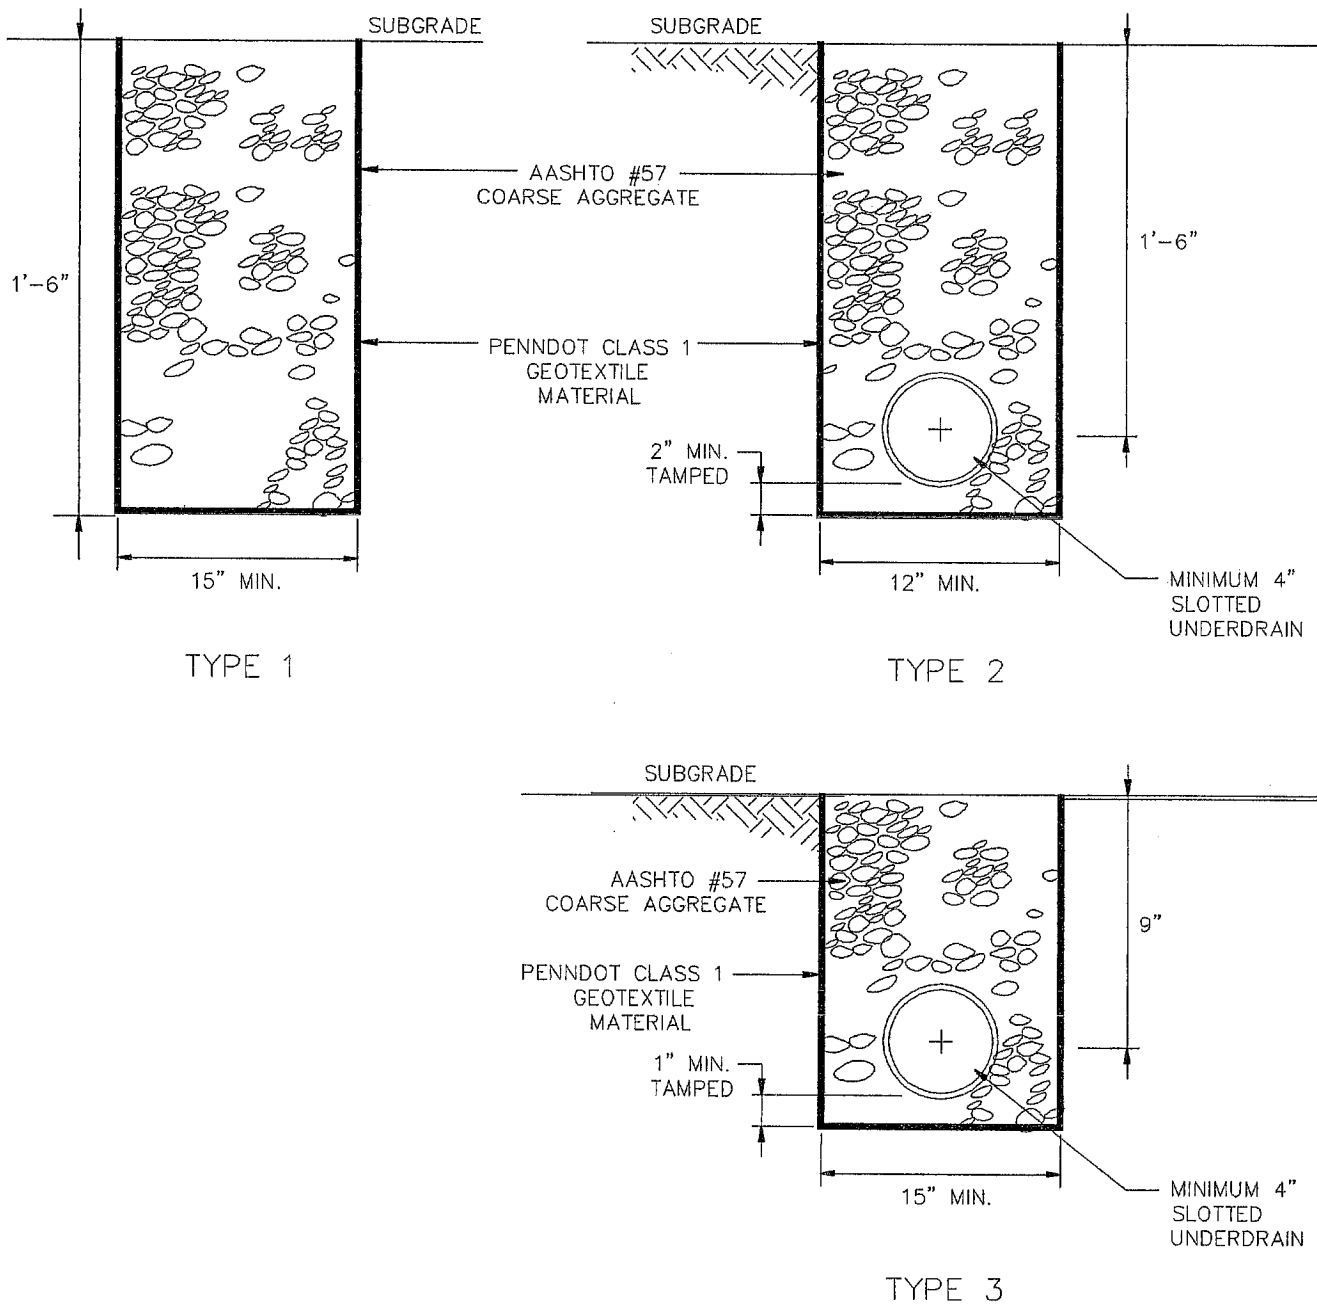 SUBGRADE
SUBGRADE
AASHTO #57
COARSE AGGREGATE
1'-6"
1'-6"
PENNDOT CLASS 1
GEOTEXTILE
MATERIAL
2" MIN.
TAMPED
15" MIN.
12" MIN.
MINIMUM 4"
SLOTTED
UNDERDRAIN
TYPE 1
TYPE 2
SUBGRADE
AASHTO #57
COARSE AGGREGATE
9"
PENNDOT CLASS 1
GEOTEXTILE
MATERIAL
1" MIN.
TAMPED
15" MIN.
MINIMUM 4"
SLOTTED
UNDERDRAIN
TYPE 3